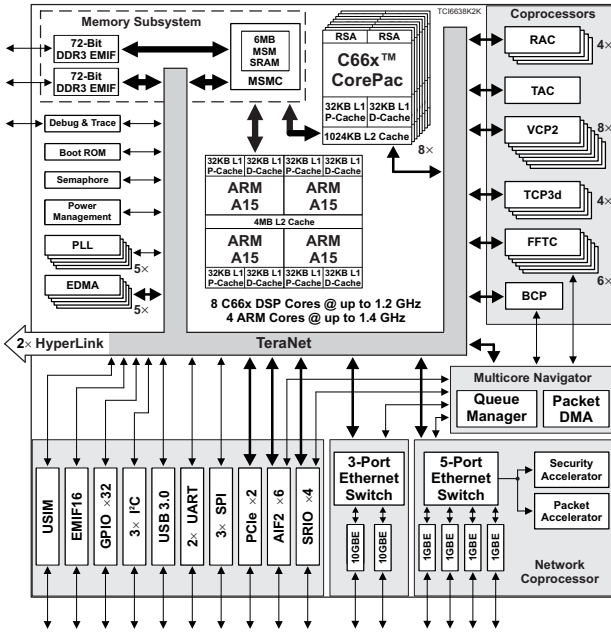 Memory Subsystem
TCI6638K2K
Coprocessors
72-Bit
DDR3 EMIF
72-Bit
DDR3 EMIF
6MB
MSM
SRAM
MSMC
RSA RSA
C66x™
CorePac
32KB L1 32KB L1
P-Cache D-Cache
1024KB L2 Cache
8×
RAC
4×
TAC
VCP2
8×
TCP3d
4×
FFTC
6×
BCP
Debug & Trace
Boot ROM
Semaphore
Power
Management
PLL
5×
EDMA
5×
32KB L1 32KB L1 32KB L1 32KB L1
P-Cache D-Cache P-Cache D-Cache
ARM ARM
A15 A15
4MB L2 Cache
ARM ARM
A15 A15
32KB L1 32KB L1 32KB L1 32KB L1
P-Cache D-Cache P-Cache D-Cache
8 C66x DSP Cores @ up to 1.2 GHz
4 ARM Cores @ up to 1.4 GHz
2× HyperLink
TeraNet
Multicore Navigator
Queue
Manager
Packet
DMA
USIM
EMIF16
GPIO ×32
3× I²C
USB 3.0
2× UART
3× SPI
PCIe ×2
AIF2 ×6
SRIO ×4
3-Port
Ethernet
Switch
10GBE
10GBE
5-Port
Ethernet
Switch
1GBE
1GBE
1GBE
1GBE
Security
Accelerator
Packet
Accelerator
Network
Coprocessor